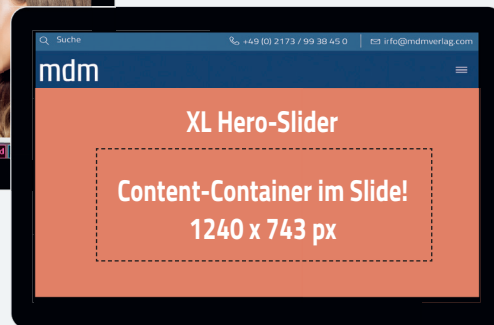 Suche
+49 (0) 2173 / 99 38 45 0
info@mdmverlag.com
mdm
XL Hero-Slider
Content-Container im Slide!
1240 x 743 px